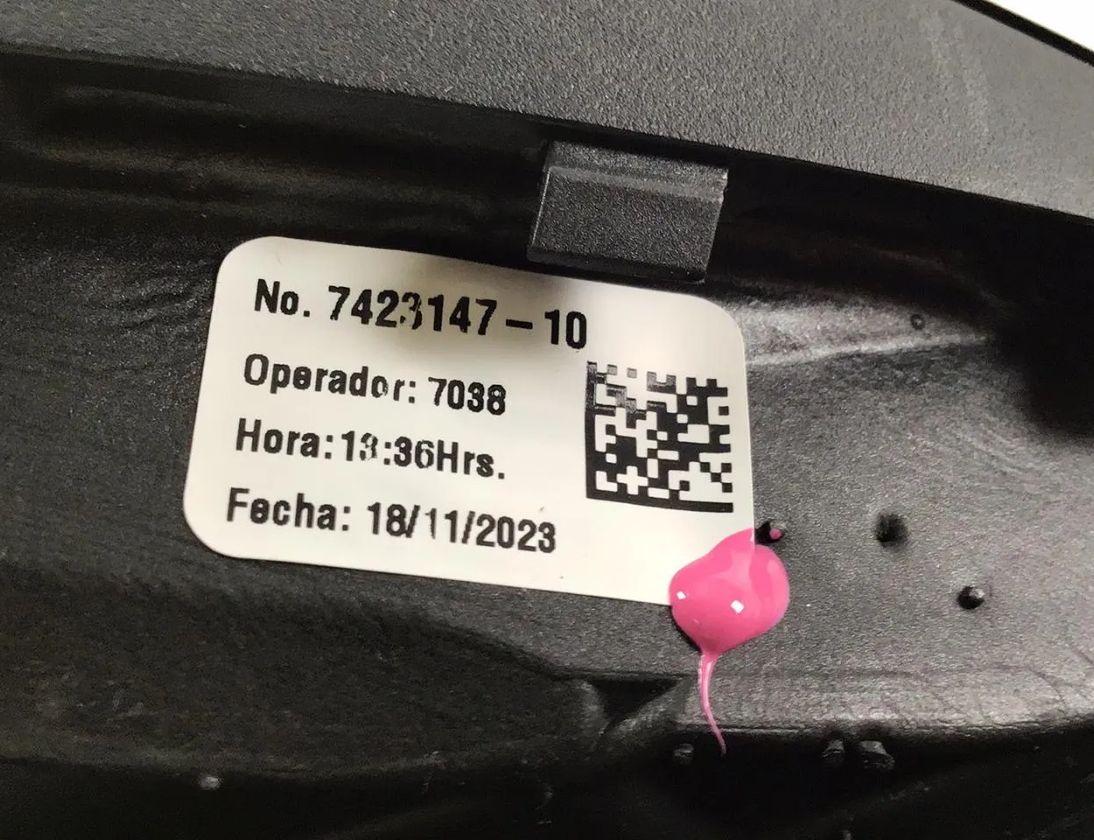 No. 7423147-10
Operador: 7038
Hora:13:36Hrs.
Fecha: 18/11/2023